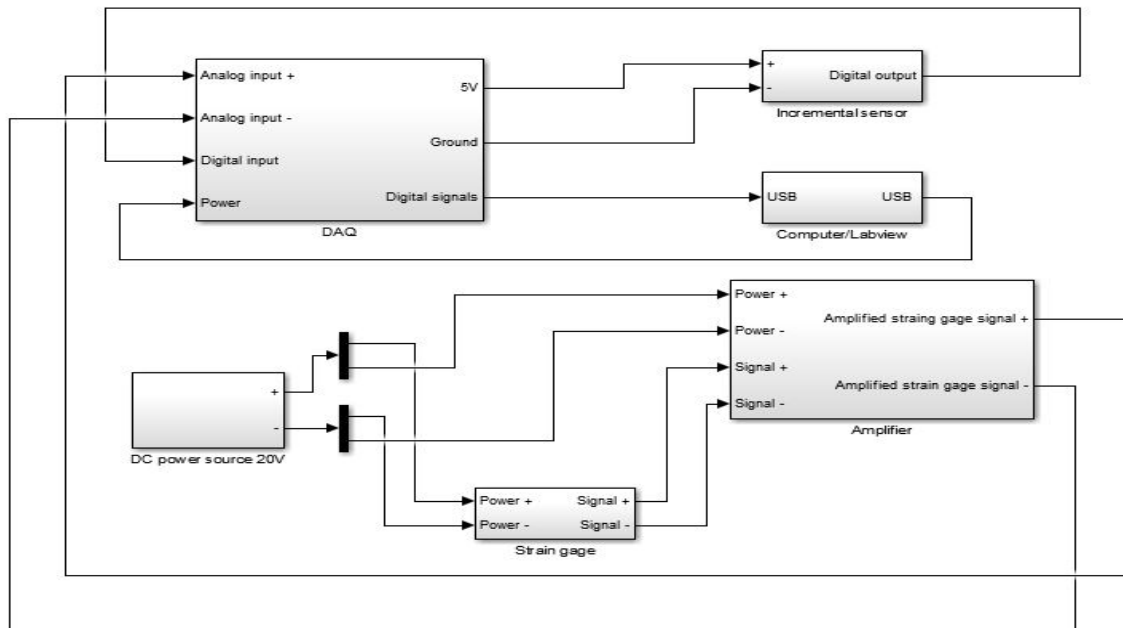 Analog input +
Analog input -
Digital input
Power
5V
Ground
Digital signals
DAQ
+
-
Digital output
Incremental sensor
USB
USB
Computer/Labview
+
-
DC power source 20V
Power +
Power -
Signal +
Signal -
Amplified straing gage signal +
Amplified strain gage signal -
Amplifier
Power +
Power -
Signal +
Signal -
Strain gage